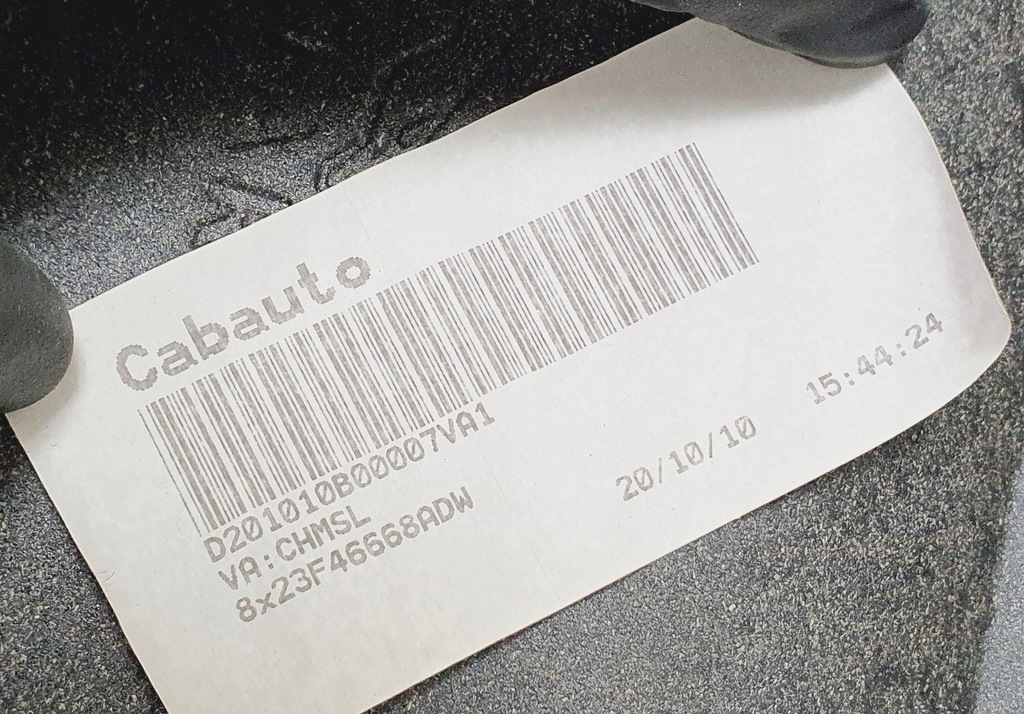 Cabauto
D201010B00007VA1
VA:CHMSL
8x23F46668ADW
20/10/10
15:44:24